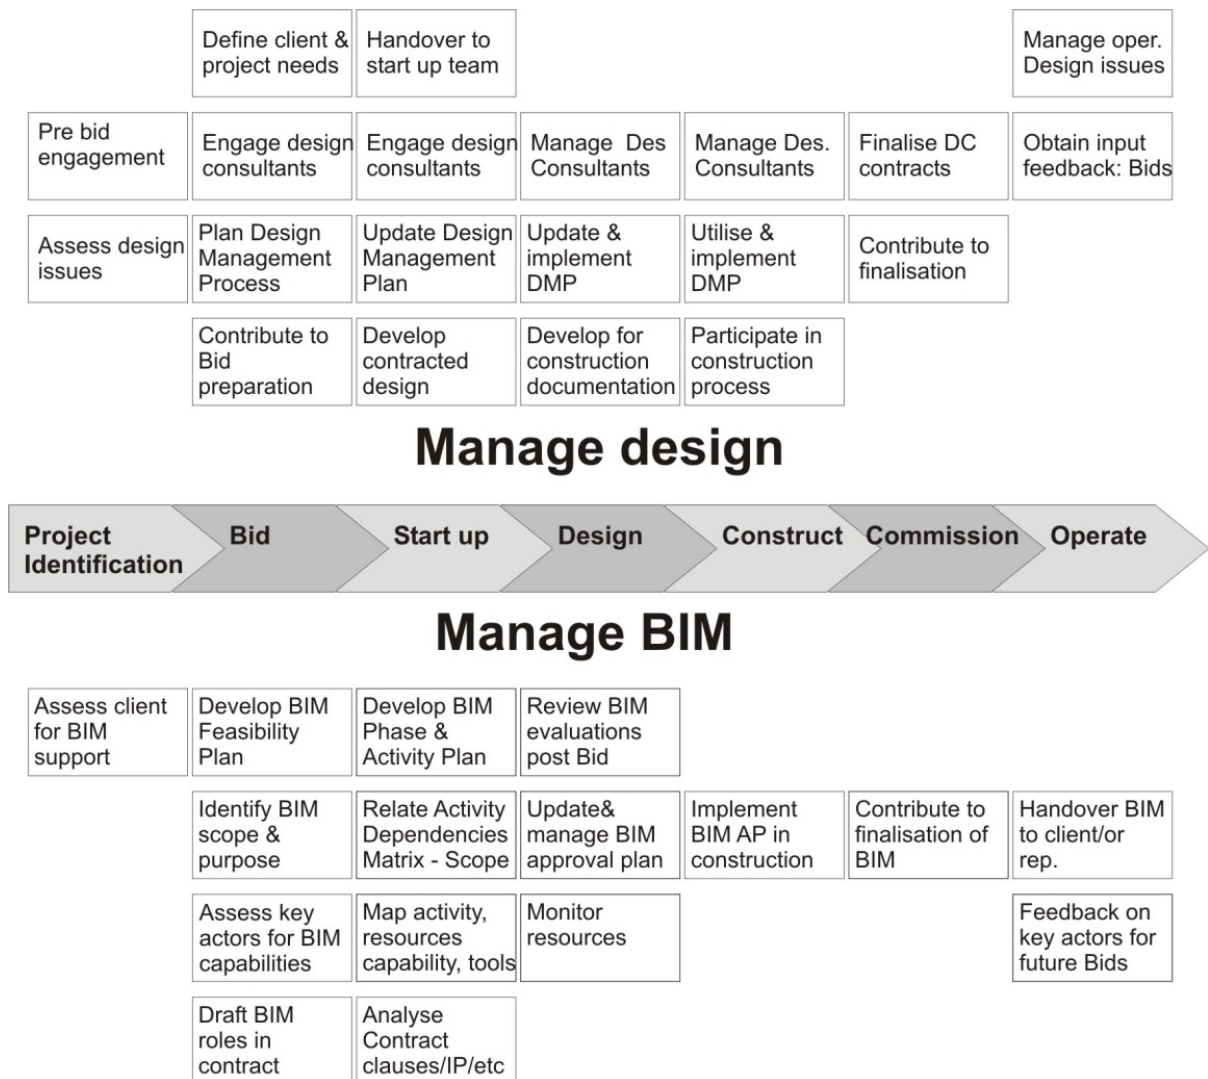 Define client &
project needs
Handover to
start up team
Manage oper.
Design issues
Pre bid
engagement
Engage design
consultants
Engage design
consultants
Manage Des
Consultants
Manage Des.
Consultants
Finalise DC
contracts
Obtain input
feedback: Bids
Assess design
issues
Plan Design
Management
Process
Update Design
Management
Plan
Update &
implement
DMP
Utilise &
implement
DMP
Contribute to
finalisation
Contribute to
Bid
preparation
Develop
contracted
design
Develop for
construction
documentation
Participate in
construction
process
Manage design
Project
Identification
Bid
Start up
Design
Construct
Commission
Operate
Manage BIM
Assess client
for BIM
support
Develop BIM
Feasibility
Plan
Develop BIM
Phase &
Activity Plan
Review BIM
evaluations
post Bid
Identify BIM
scope &
purpose
Relate Activity
Dependencies
Matrix - Scope
Update&
manage BIM
approval plan
Implement
BIM AP in
construction
Contribute to
finalisation of
BIM
Handover BIM
to client/or
rep.
Assess key
actors for BIM
capabilities
Map activity,
resources
capability, tools
Monitor
resources
Feedback on
key actors for
future Bids
Draft BIM
roles in
contract
Analyse
Contract
clauses/IP/etc